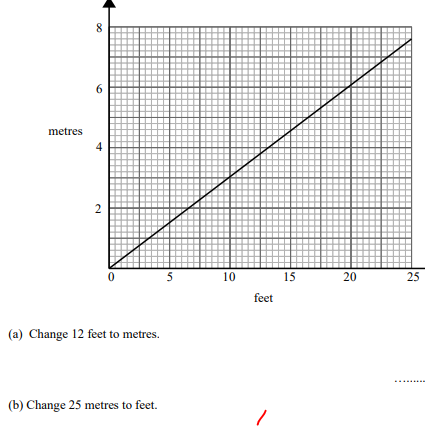 8
6
metres
4
2
0 5 10 15 20 25
feet
(a) Change 12 feet to metres.
...........
(b) Change 25 metres to feet.